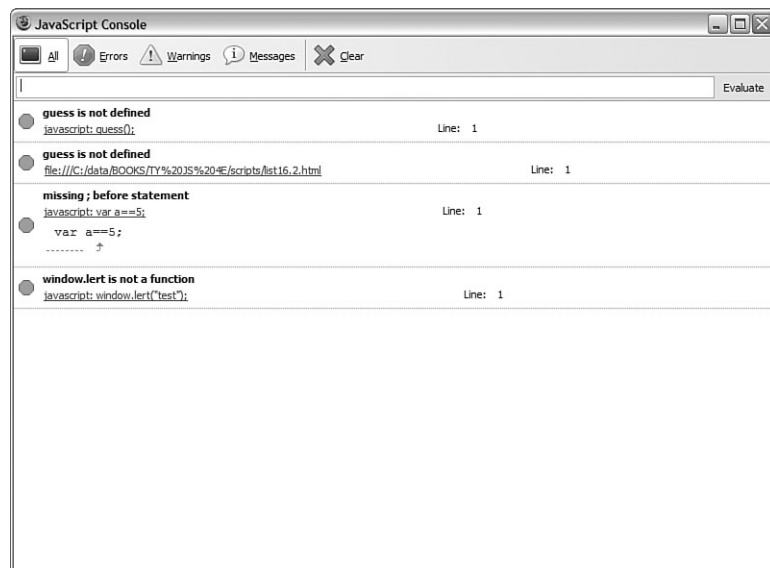 JavaScript Console
All Errors Warnings Messages Clear
Evaluate
guess is not defined
javascript: guess(); Line: 1
guess is not defined
file:///C:/data/BOOKS/TY%20JS%204E/scripts/list16.2.html Line: 1
missing ; before statement
javascript: var a==5; Line: 1
var a==5;
window.lert is not a function
javascript: window.lert("test"); Line: 1